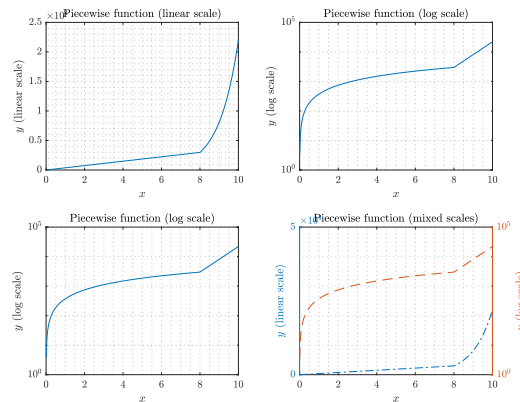 Piecewise function (linear scale)
2.5
2
1.5
1
0.5
0
y (linear scale)
0 2 4 6 8 10
x
Piecewise function (log scale)
10^5
10^0
y (log scale)
0 2 4 6 8 10
x
Piecewise function (log scale)
10^5
10^0
y (log scale)
0 2 4 6 8 10
x
Piecewise function (mixed scales)
5
0
y (linear scale)
10^5
10^0
y (log scale)
0 2 4 6 8 10
x